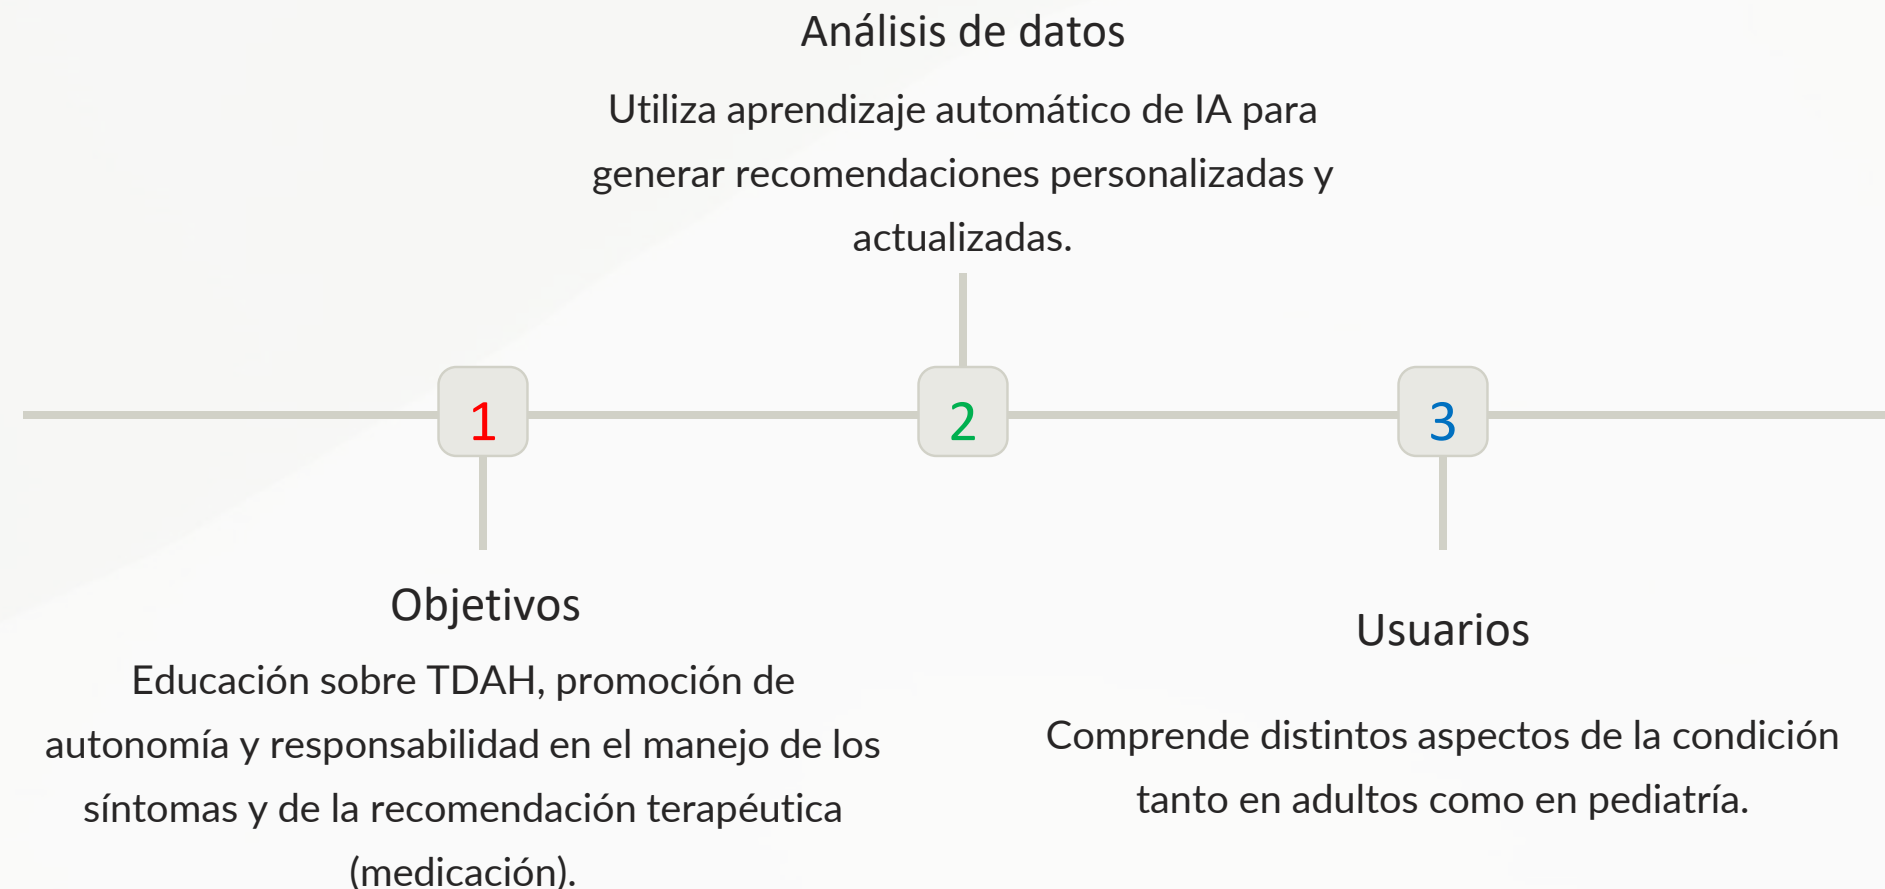 Análisis de datos
Utiliza aprendizaje automático de IA para
generar recomendaciones personalizadas y
actualizadas.
1
2
3
Objetivos
Educación sobre TDAH, promoción de
autonomía y responsabilidad en el manejo de los
síntomas y de la recomendación terapéutica
(medicación).
Usuarios
Comprende distintos aspectos de la condición
tanto en adultos como en pediatría.